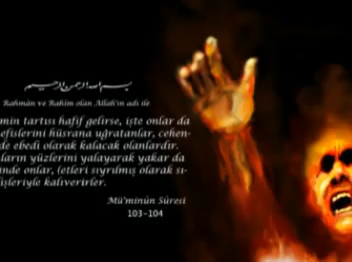 بسم الله الرحمن الرحيم
Rahmân ve Rahîm olan Allah'ın adı ile
min tartısı hafif gelirse, işte onlar da
efislerini hüsrana uğratanlar, cehen-
de ebedî olarak kalacak olanlardır.
ların yüzlerini yalayarak yakar da
inde onlar, (etleri sıyrılmış olarak sı-
işleriyle kalıverirler.
Mü'minûn Sûresi
103-104